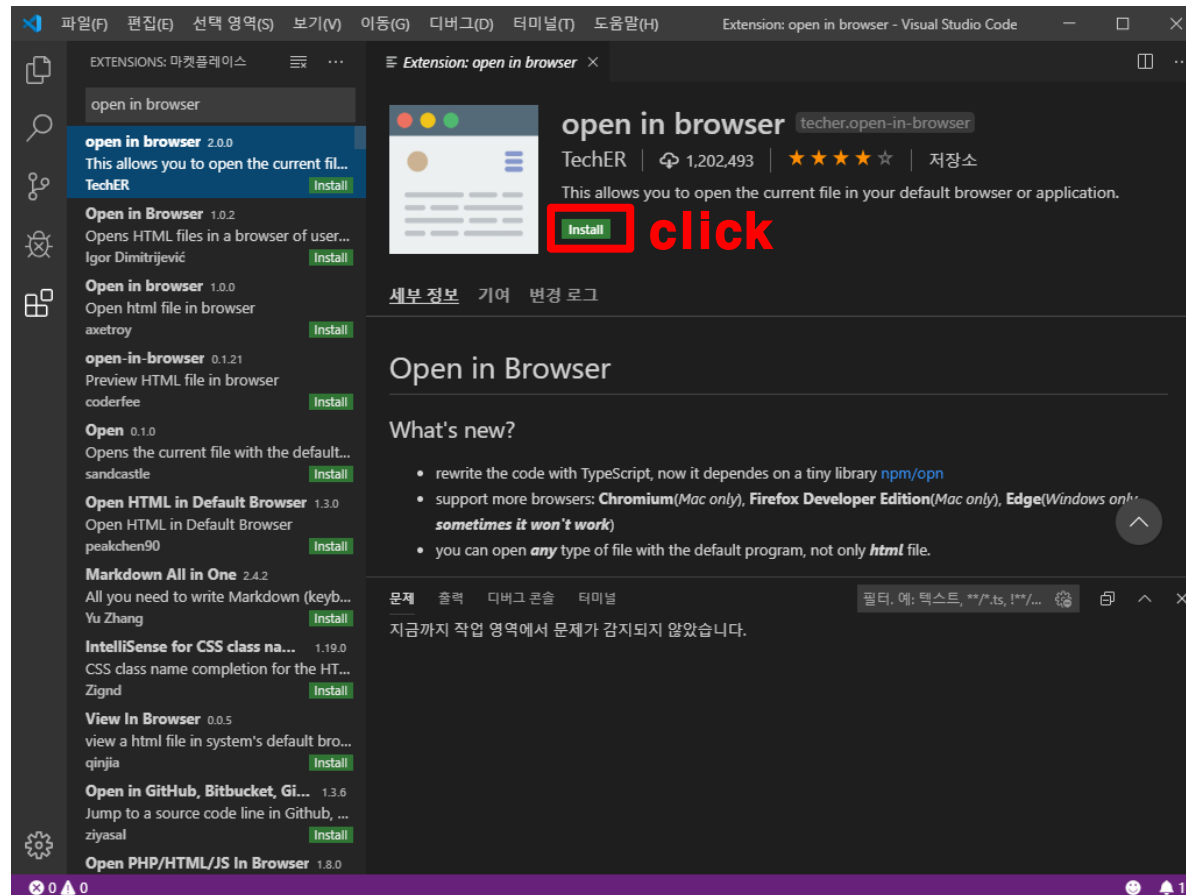 파일(F) 편집(E) 선택 영역(S) 보기(V) 이동(G) 디버그(D) 터미널(T) 도움말(H) Extension: open in browser - Visual Studio Code
EXTENSIONS: 마켓플레이스
open in browser
open in browser 2.0.0
This allows you to open the current fil...
TechER Install
Open in Browser 1.0.2
Opens HTML files in a browser of user...
Igor Dimitrijević Install
Open in browser 1.0.0
Open html file in browser
axetroy Install
open-in-browser 0.1.21
Preview HTML file in browser
coderfee Install
Open 0.1.0
Opens the current file with the default...
sandcastle Install
Open HTML in Default Browser 1.3.0
Open HTML in Default Browser
peakchen90 Install
Markdown All in One 2.4.2
All you need to write Markdown (keyb...
Yu Zhang Install
IntelliSense for CSS class na... 1.19.0
CSS class name completion for the HT...
Zignd Install
View In Browser 0.0.5
view a html file in system's default bro...
qinjia Install
Open in GitHub, Bitbucket, Gi... 1.3.6
Jump to a source code line in Github, ...
ziyasal Install
Open PHP/HTML/JS In Browser 1.8.0
Extension: open in browser
open in browser techer.open-in-browser
TechER 1,202,493 저장소
This allows you to open the current file in your default browser or application.
Install click
세부 정보 기여 변경 로그
Open in Browser
What's new?
rewrite the code with TypeScript, now it dependes on a tiny library npm/opn
support more browsers: Chromium(Mac only), Firefox Developer Edition(Mac only), Edge(Windows only
sometimes it won't work)
you can open any type of file with the default program, not only html file.
문제 출력 디버그 콘솔 터미널 필터. 예: 텍스트, **/*.ts, !**/...
지금까지 작업 영역에서 문제가 감지되지 않았습니다.
0 0 1